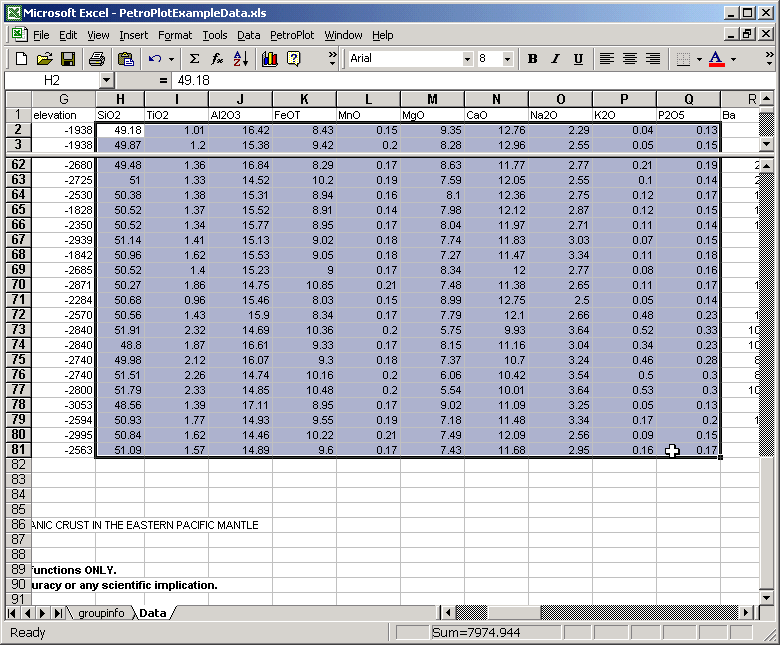 Microsoft Excel - PetroPlotExampleData.xls
File Edit View Insert Format Tools Data PetroPlot Window Help
Arial 8 B I U A
H2 = 49.18
G H I J K L M N O P Q R
1 elevation SiO2 TiO2 Al2O3 FeOT MnO MgO CaO Na2O K2O P2O5 Ba
2 -1938 49.18 1.01 16.42 8.43 0.15 9.35 12.76 2.29 0.04 0.13
3 -1938 49.87 1.2 15.38 9.42 0.2 8.28 12.96 2.55 0.05 0.15
62 -2680 49.48 1.36 16.84 8.29 0.17 8.63 11.77 2.77 0.21 0.19 2
63 -2725 51 1.33 14.52 10.2 0.19 7.59 12.05 2.55 0.1 0.14 2
64 -2530 50.38 1.38 15.31 8.94 0.16 8.1 12.36 2.75 0.12 0.17 1
65 -1828 50.52 1.37 15.52 8.91 0.14 7.98 12.12 2.87 0.12 0.15 1
66 -2350 50.52 1.34 15.77 8.95 0.17 8.04 11.97 2.71 0.11 0.14 1
67 -2939 51.14 1.41 15.13 9.02 0.18 7.74 11.83 3.03 0.07 0.15
68 -1842 50.96 1.62 15.53 9.05 0.18 7.27 11.47 3.34 0.11 0.18
69 -2685 50.52 1.4 15.23 9 0.17 8.34 12 2.77 0.08 0.16
70 -2871 50.27 1.86 14.75 10.85 0.21 7.48 11.38 2.65 0.11 0.17 1
71 -2284 50.68 0.96 15.46 8.03 0.15 8.99 12.75 2.5 0.05 0.14
72 -2570 50.56 1.43 15.9 8.34 0.17 7.79 12.1 2.66 0.48 0.23 1
73 -2840 51.91 2.32 14.69 10.36 0.2 5.75 9.93 3.64 0.52 0.33 10
74 -2840 48.8 1.87 16.61 9.33 0.17 8.15 11.16 3.04 0.34 0.23
75 -2740 49.98 2.12 16.07 9.3 0.18 7.37 10.7 3.24 0.46 0.28
76 -2740 51.51 2.26 14.74 10.16 0.2 6.06 10.42 3.54 0.5 0.3
77 -2800 51.79 2.33 14.85 10.48 0.2 5.54 10.01 3.64 0.53 0.3 10
78 -3053 48.56 1.39 17.11 8.95 0.17 9.02 11.09 3.25 0.05 0.13
79 -2594 50.93 1.77 14.93 9.55 0.19 7.18 11.48 3.34 0.17 0.2 1
80 -2995 50.84 1.62 14.46 10.22 0.21 7.49 12.09 2.56 0.09 0.15
81 -2563 51.09 1.57 14.89 9.6 0.17 7.43 11.68 2.95 0.16 0.17
82
83
84
85
86 ANIC CRUST IN THE EASTERN PACIFIC MANTLE
87
88
89 functions ONLY.
90 uracy or any scientific implication.
91
groupinfo Data
Ready Sum=7974.944